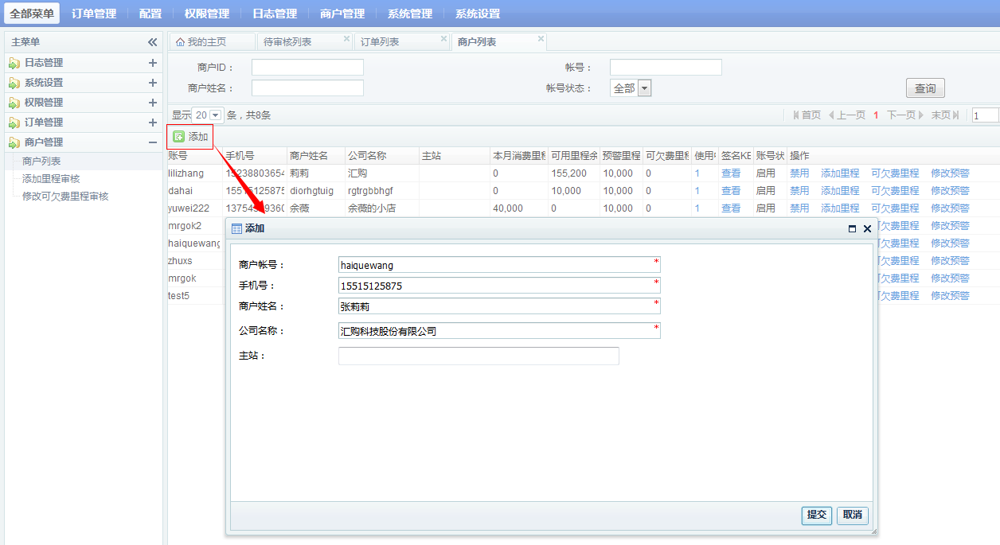 全部菜单 订单管理 配置 权限管理 日志管理 商户管理 系统管理 系统设置
主菜单
日志管理
系统设置
权限管理
订单管理
商户管理
商户列表
添加里程审核
修改可欠费里程审核
我的主页 待审核列表 订单列表 商户列表
商户ID： 帐号：
商户姓名： 帐号状态： 全部 查询
显示 20 条，共8条 首页 上一页 1 下一页 末页 1
添加
账号 手机号 商户姓名 公司名称 主站 本月消费里程 可用里程余 预警里程 可欠费里程 使用 签名KE 账号状 操作
lilizhang 15238803654 莉莉 汇购 0 155,200 10,000 0 1 查看 启用 禁用 添加里程 可欠费里程 修改预警
dahai 15515125875 diorhgtuig rgtrgbbhgf 0 10,000 10,000 0 1 查看 启用 禁用 添加里程 可欠费里程 修改预警
yuwei222 余薇 余薇的小店 40,000 0 10,000 0 1 查看 启用 禁用 添加里程 可欠费里程 修改预警
mrgok2 欠费里程 修改预警
haiquewang 欠费里程 修改预警
zhuxs 欠费里程 修改预警
mrgok 欠费里程 修改预警
test5 欠费里程 修改预警
添加
商户帐号： haiquewang *
手机号： 15515125875 *
商户姓名： 张莉莉 *
公司名称： 汇购科技股份有限公司 *
主站：
提交 取消